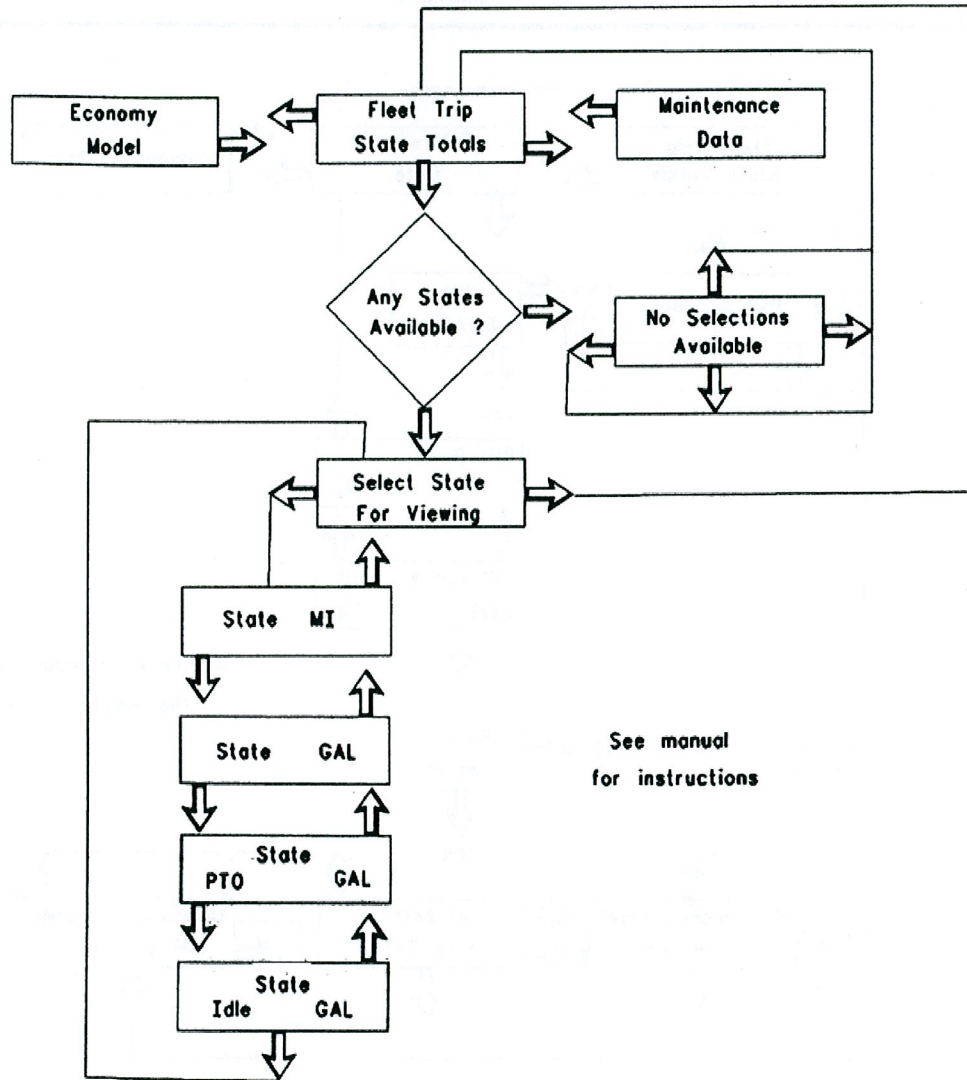 Economy
Model
Fleet Trip
State Totals
Maintenance
Data
Any States
Available ?
No Selections
Available
Select State
For Viewing
State MI
State GAL
See manual
for instructions
State
PTO GAL
State
Idle GAL